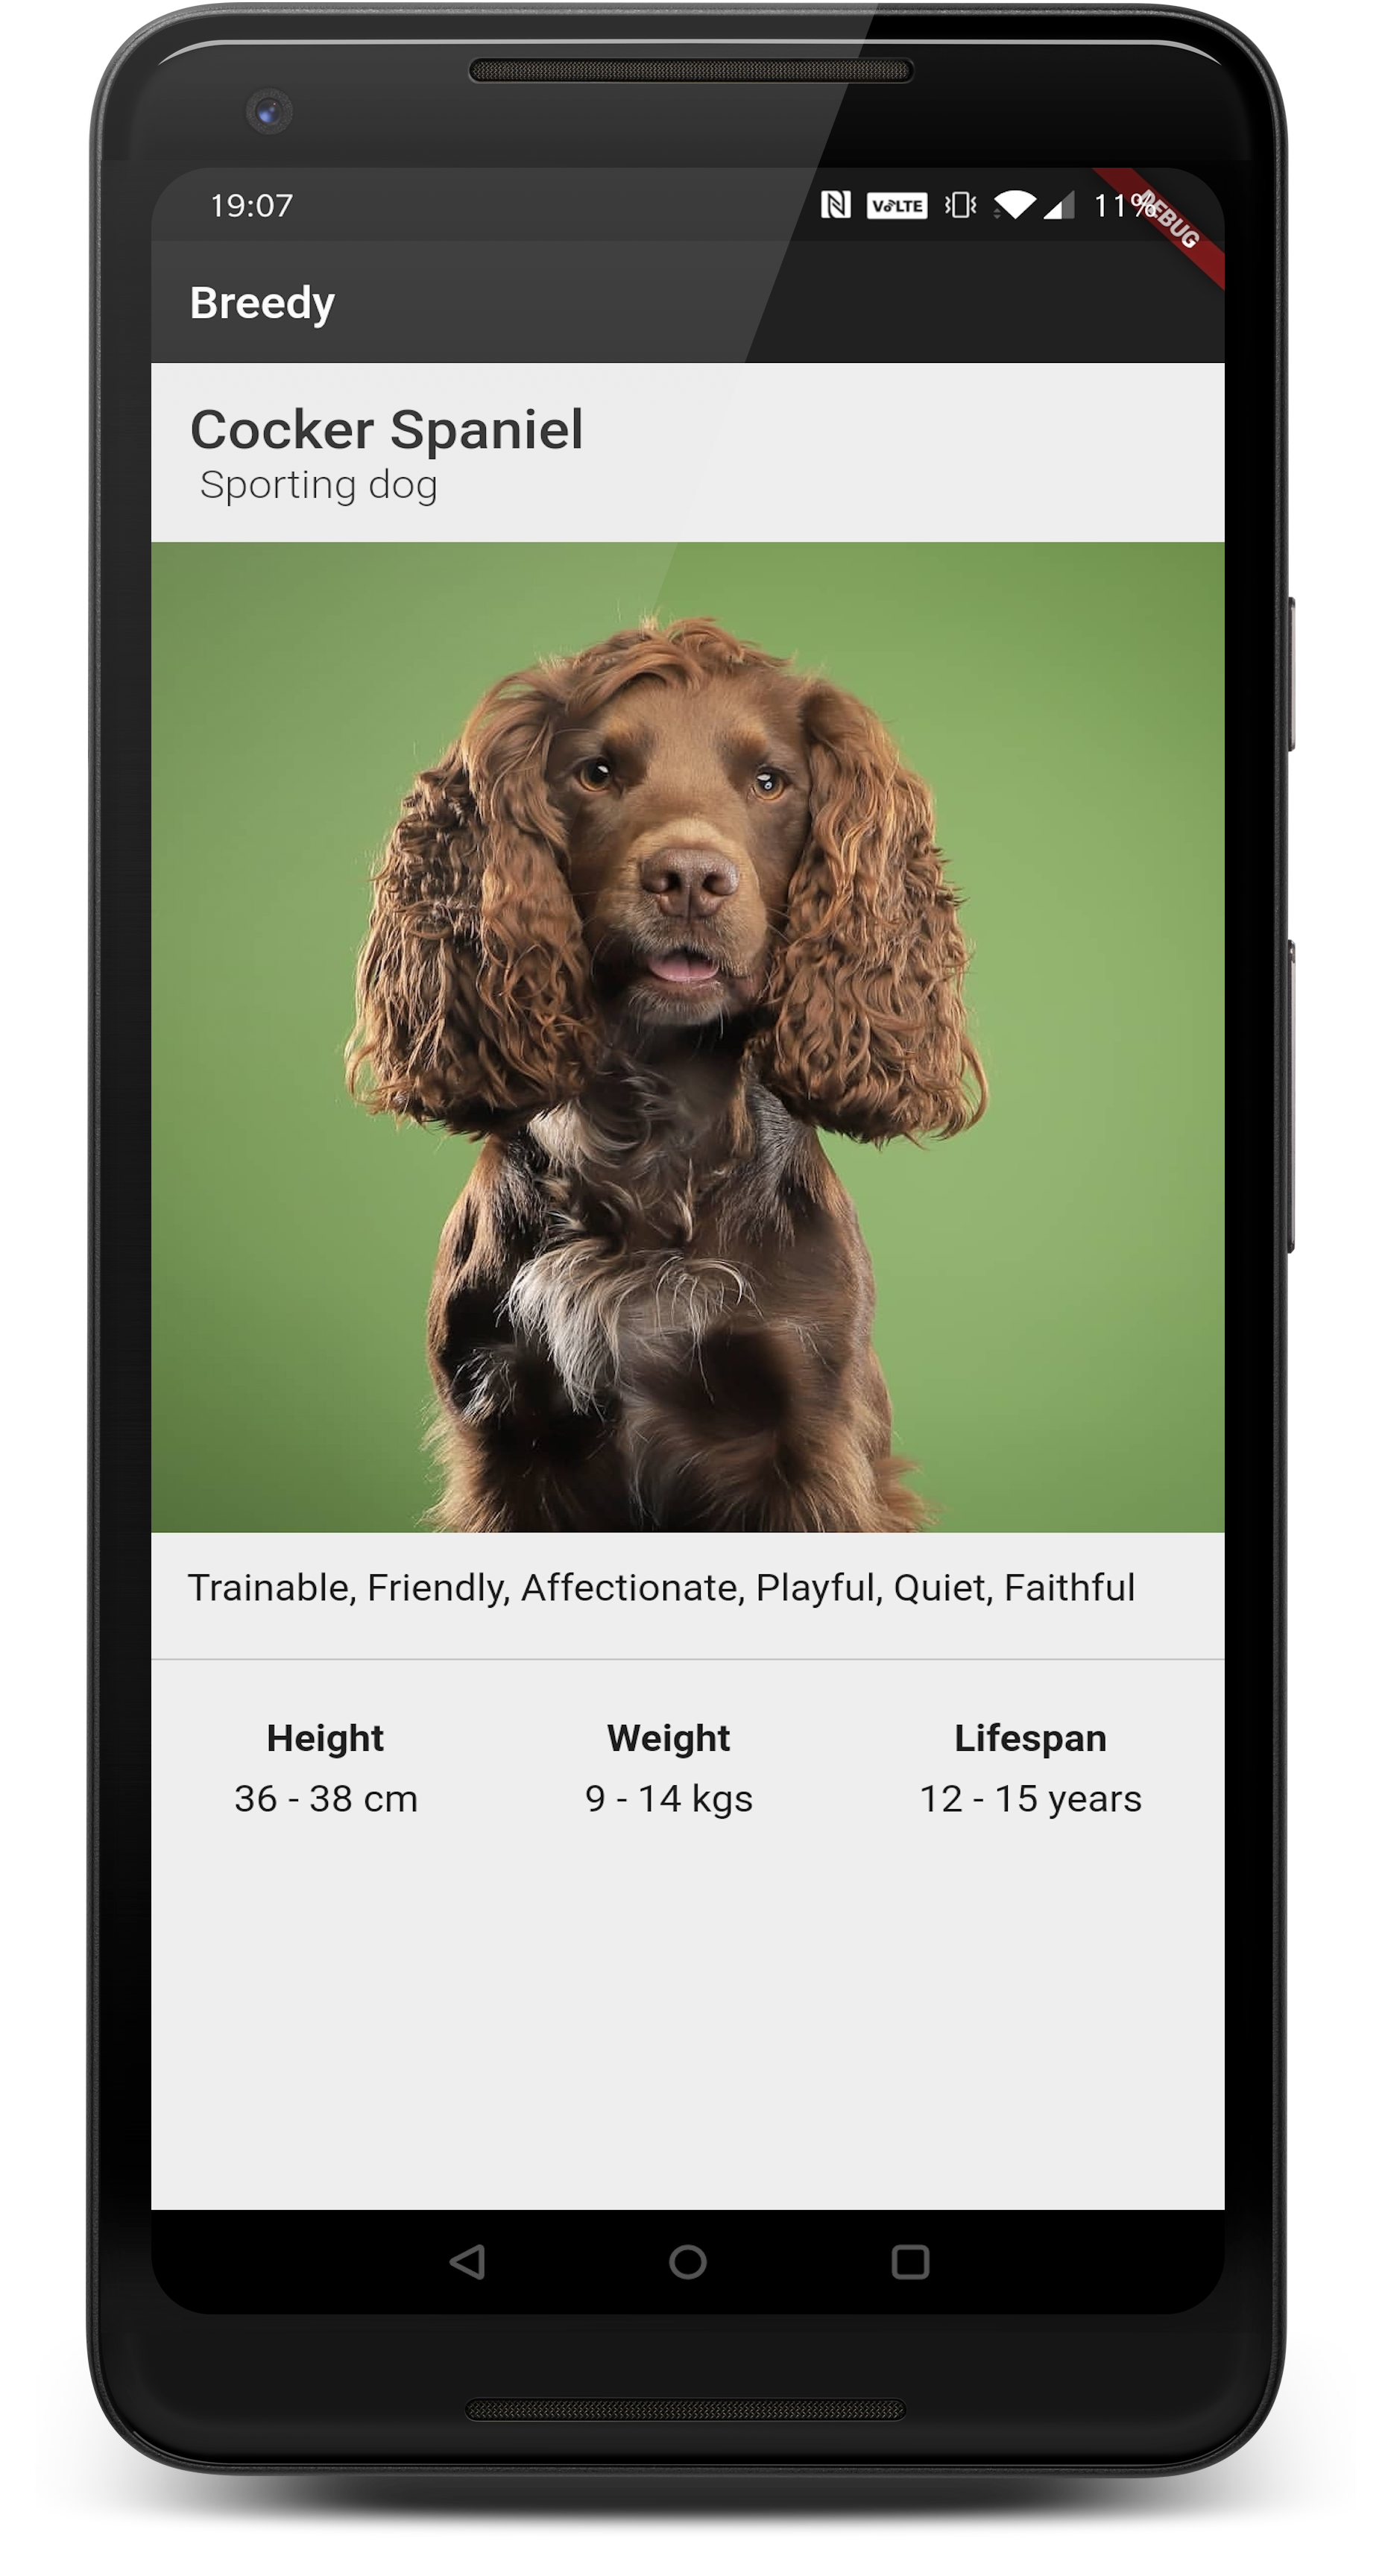 19:07 VoLTE 11%
DEBUG
Breedy
Cocker Spaniel
Sporting dog
Trainable, Friendly, Affectionate, Playful, Quiet, Faithful
Height Weight Lifespan
36 - 38 cm 9 - 14 kgs 12 - 15 years